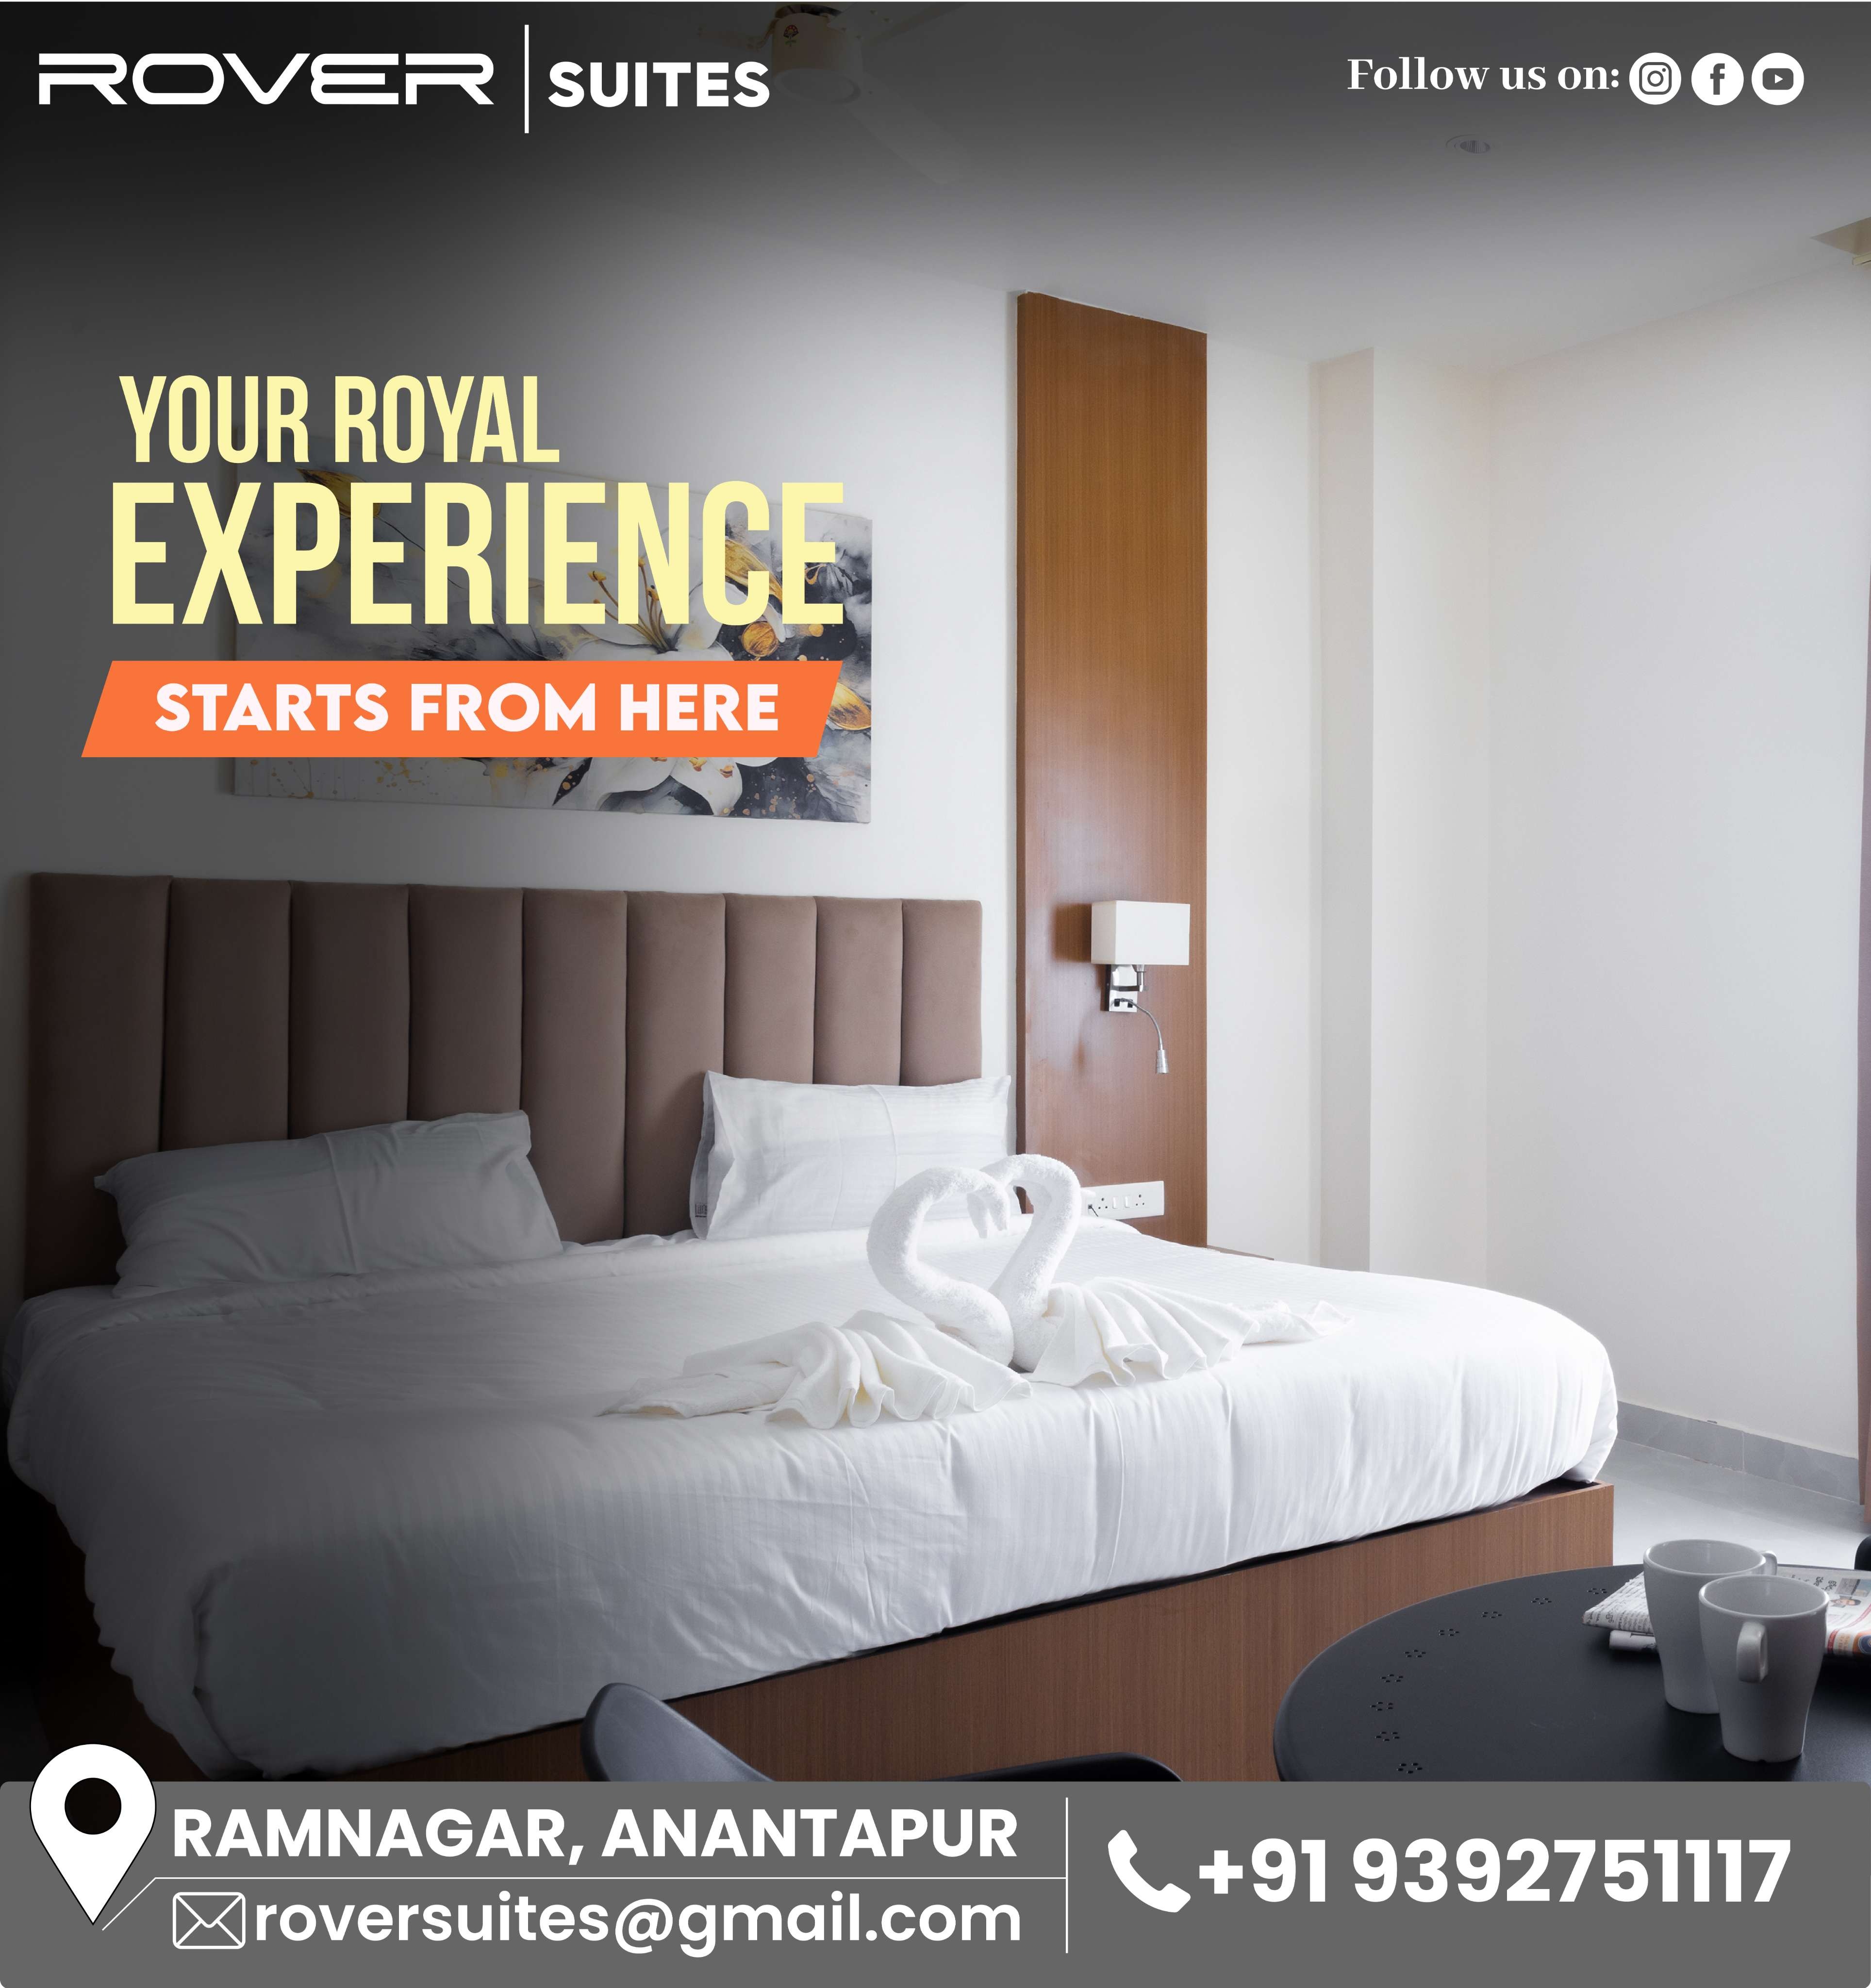 ROVER | SUITES
Follow us on:
YOUR ROYAL
EXPERIENCE
STARTS FROM HERE
RAMNAGAR, ANANTAPUR
roversuites@gmail.com
+91 9392751117